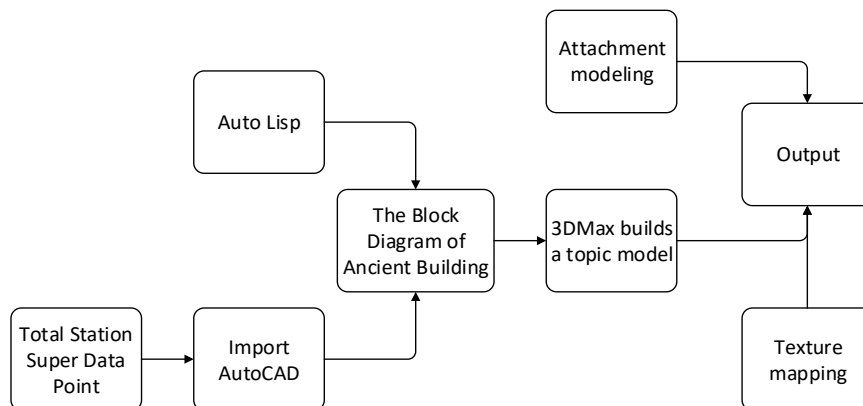 Attachment
modeling
Auto Lisp
Output
The Block
Diagram of
Ancient Building
3DMax builds
a topic model
Total Station
Super Data
Point
Import
AutoCAD
Texture
mapping